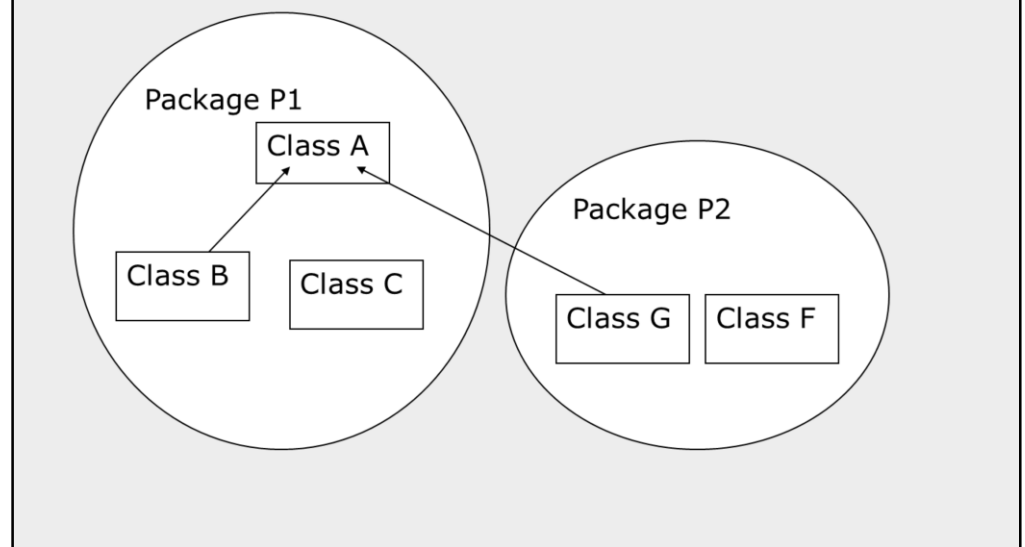 Package P1
Class A
Package P2
Class B
Class C
Class G
Class F